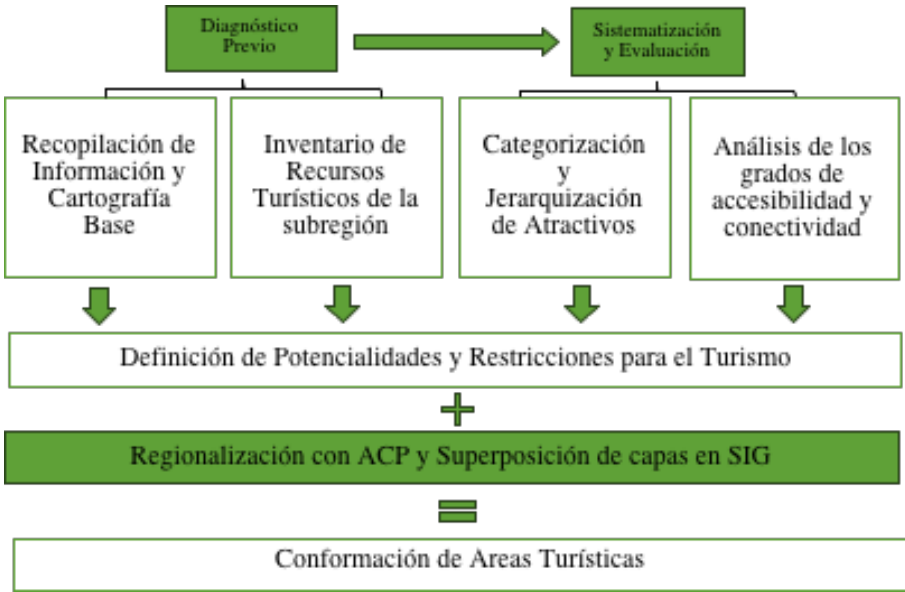 Diagnóstico
Previo
Sistematización
y Evaluación
Recopilación de
Información y
Cartografía
Base
Inventario de
Recursos
Turísticos de la
subregión
Categorización
y
Jerarquización
de Atractivos
Análisis de los
grados de
accesibilidad y
conectividad
Definición de Potencialidades y Restricciones para el Turismo
+
Regionalización con ACP y Superposición de capas en SIG
=
Conformación de Areas Turísticas